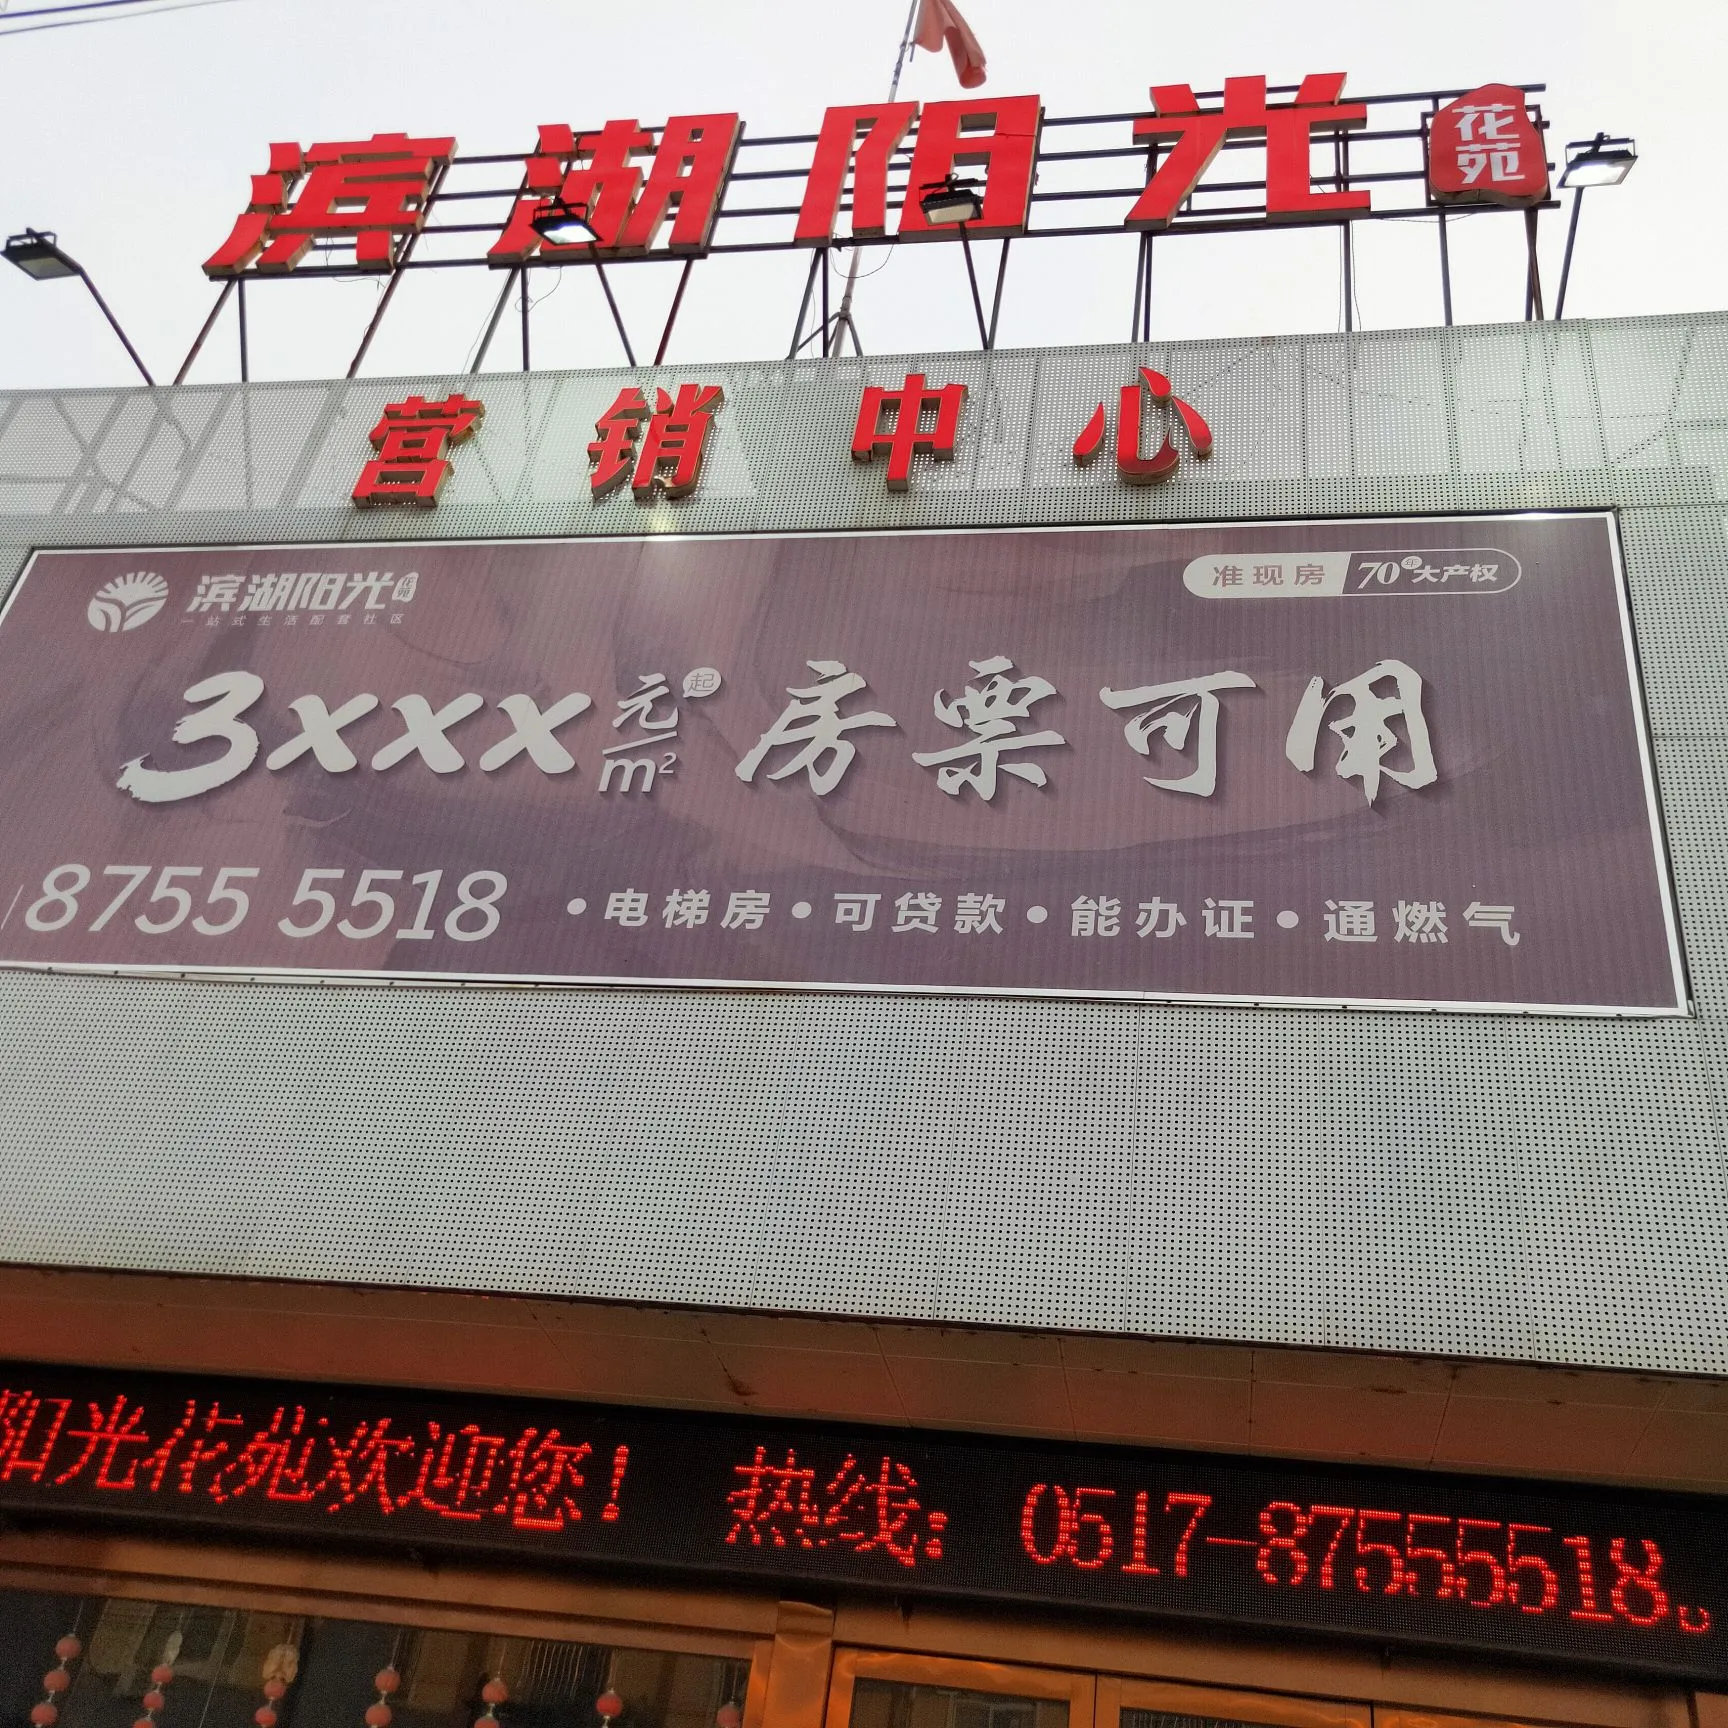 滨湖阳光 花苑
营销中心
滨湖阳光 花苑
一站式生活配套社区
准现房 70年大产权
3xxx元/m²起 房票可用
8755 5518 •电梯房•可贷款•能办证•通燃气
阳光花苑欢迎您！ 热线：0517-87555518。